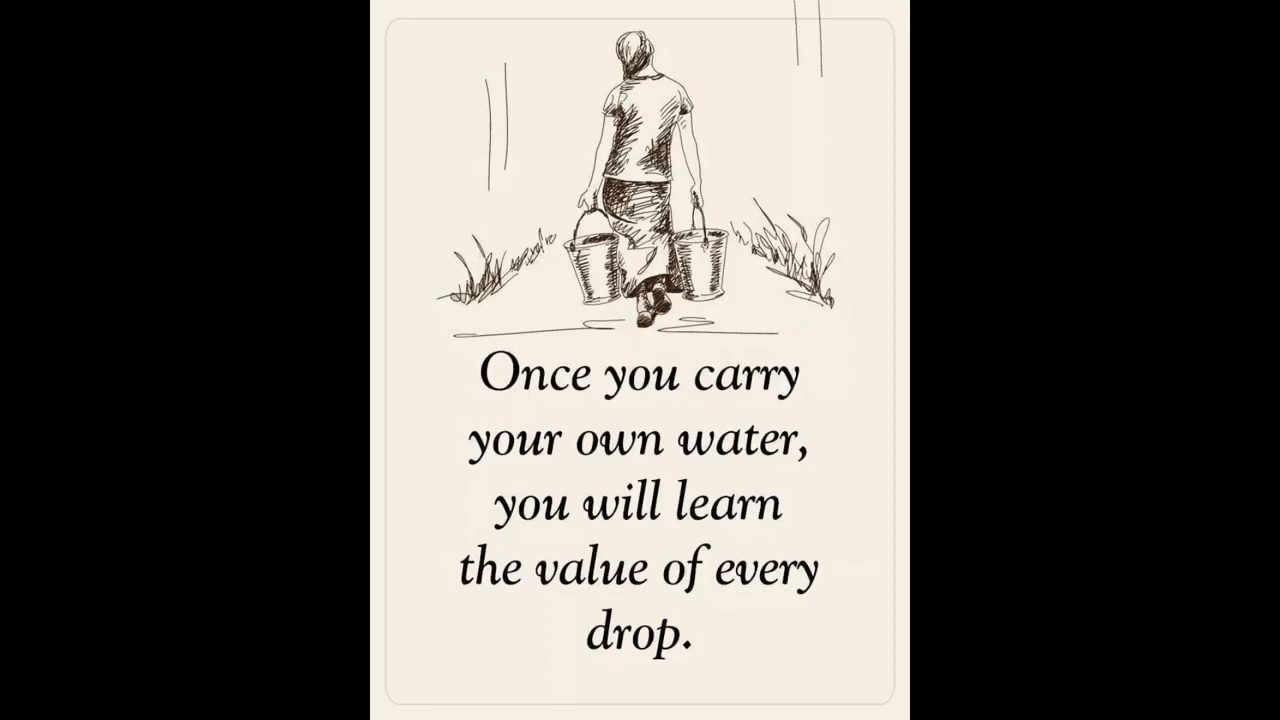 Once you carry
your own water,
you will learn
the value of every
drop.